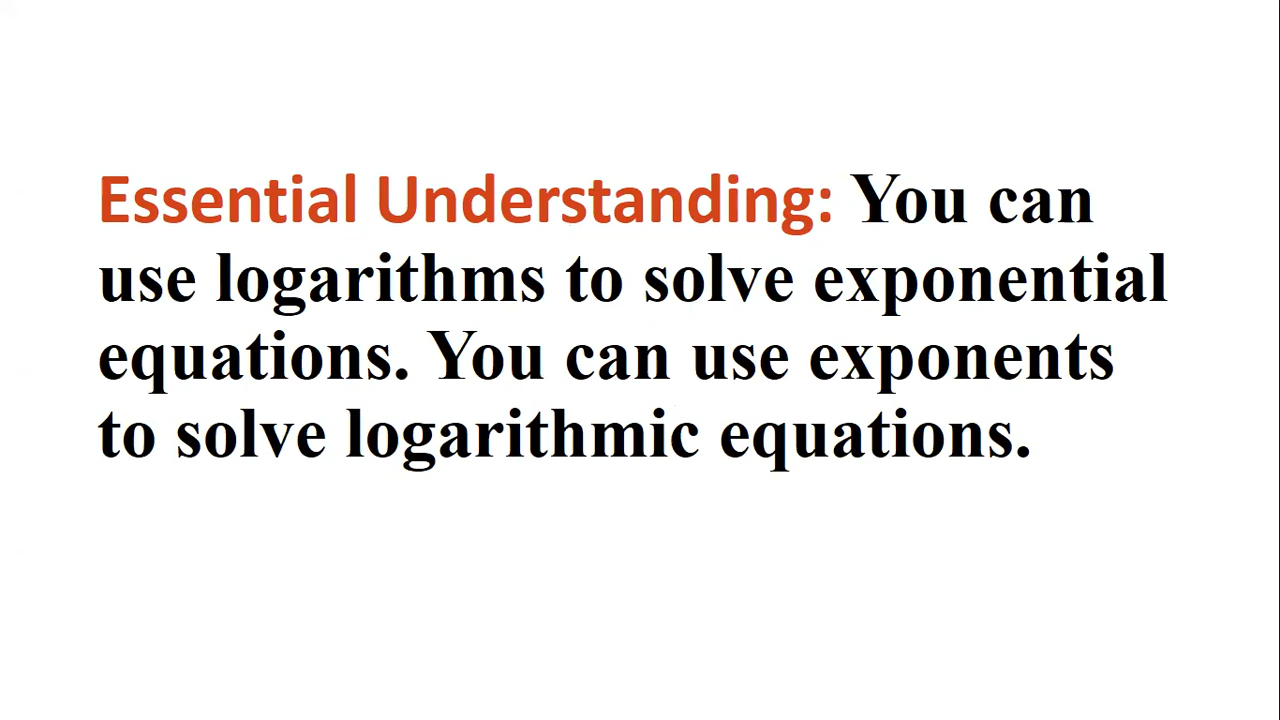 Essential Understanding: You can
use logarithms to solve exponential
equations. You can use exponents
to solve logarithmic equations.